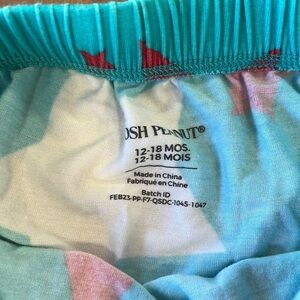 OSH PEANUT®
12-18 MOS.
12-18 MOIS
Made in China
Fabriqué en Chine
Batch ID
FEB23-PP-F7-QSDC-1045-1047